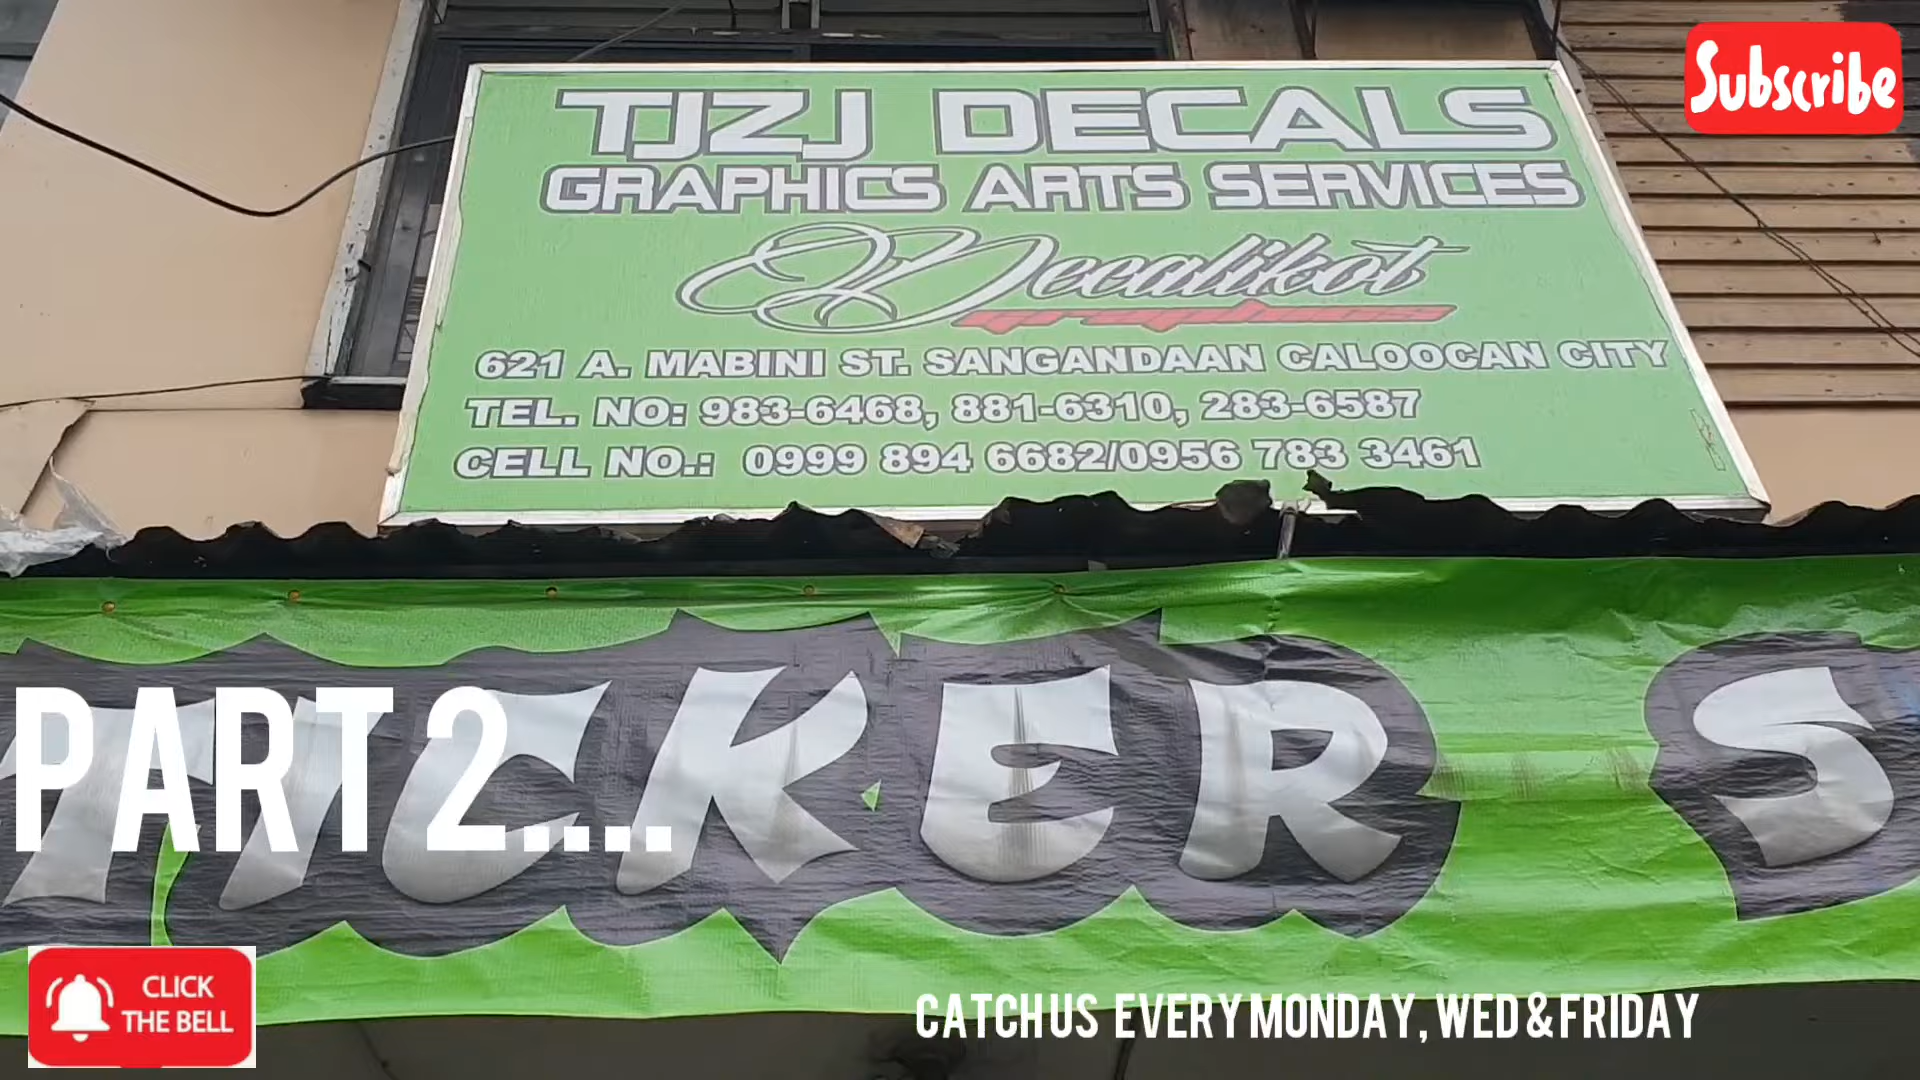 Subscribe
TJZJ DECALS
GRAPHICS ARTS SERVICES
Decalikot
graphics
621 A. MABINI ST. SANGANDAAN CALOOCAN CITY
TEL. NO: 983-6468, 881-6310, 283-6587
CELL NO.: 0999 894 6682/0956 783 3461
TICKER S
PART 2....
CLICK
THE BELL
CATCH US EVERY MONDAY, WED & FRIDAY